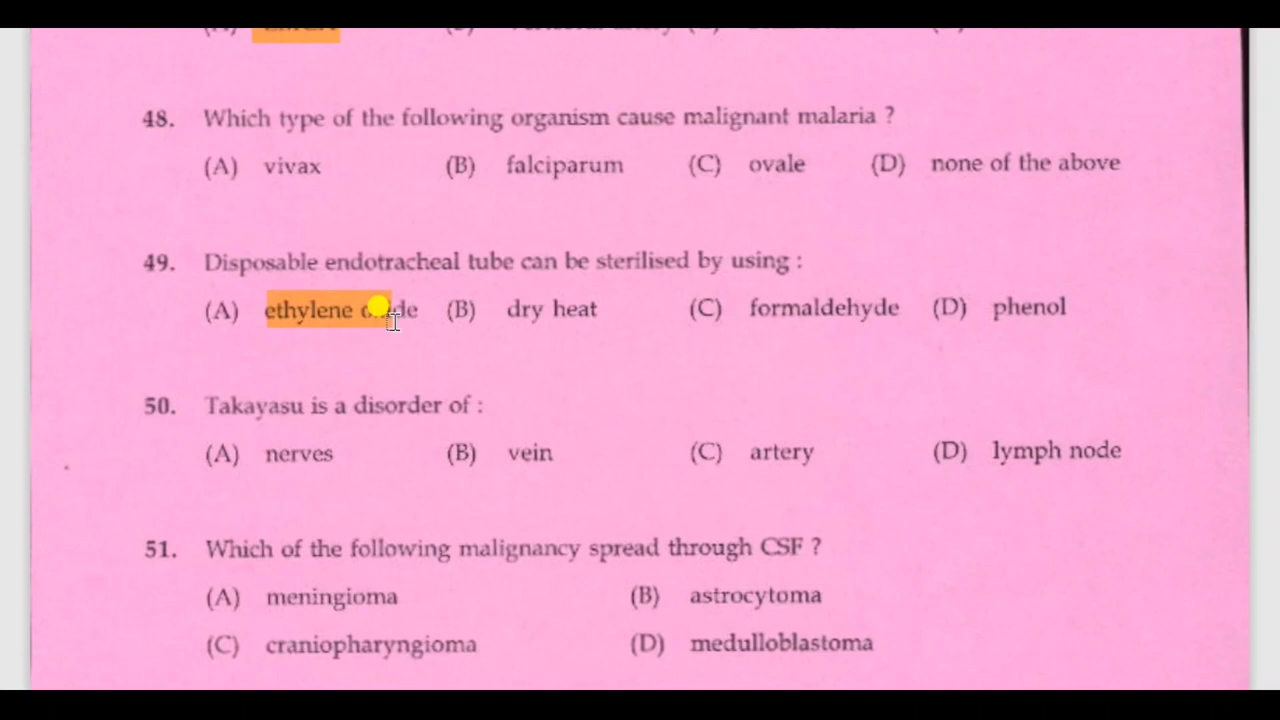 48. Which type of the following organism cause malignant malaria ?
(A) vivax (B) falciparum (C) ovale (D) none of the above
49. Disposable endotracheal tube can be sterilised by using :
(A) ethylene (B) dry heat (C) formaldehyde (D) phenol
50. Takayasu is a disorder of :
(A) nerves (B) vein (C) artery (D) lymph node
51. Which of the following malignancy spread through CSF ?
(A) meningioma (B) astrocytoma
(C) craniopharyngioma (D) medulloblastoma